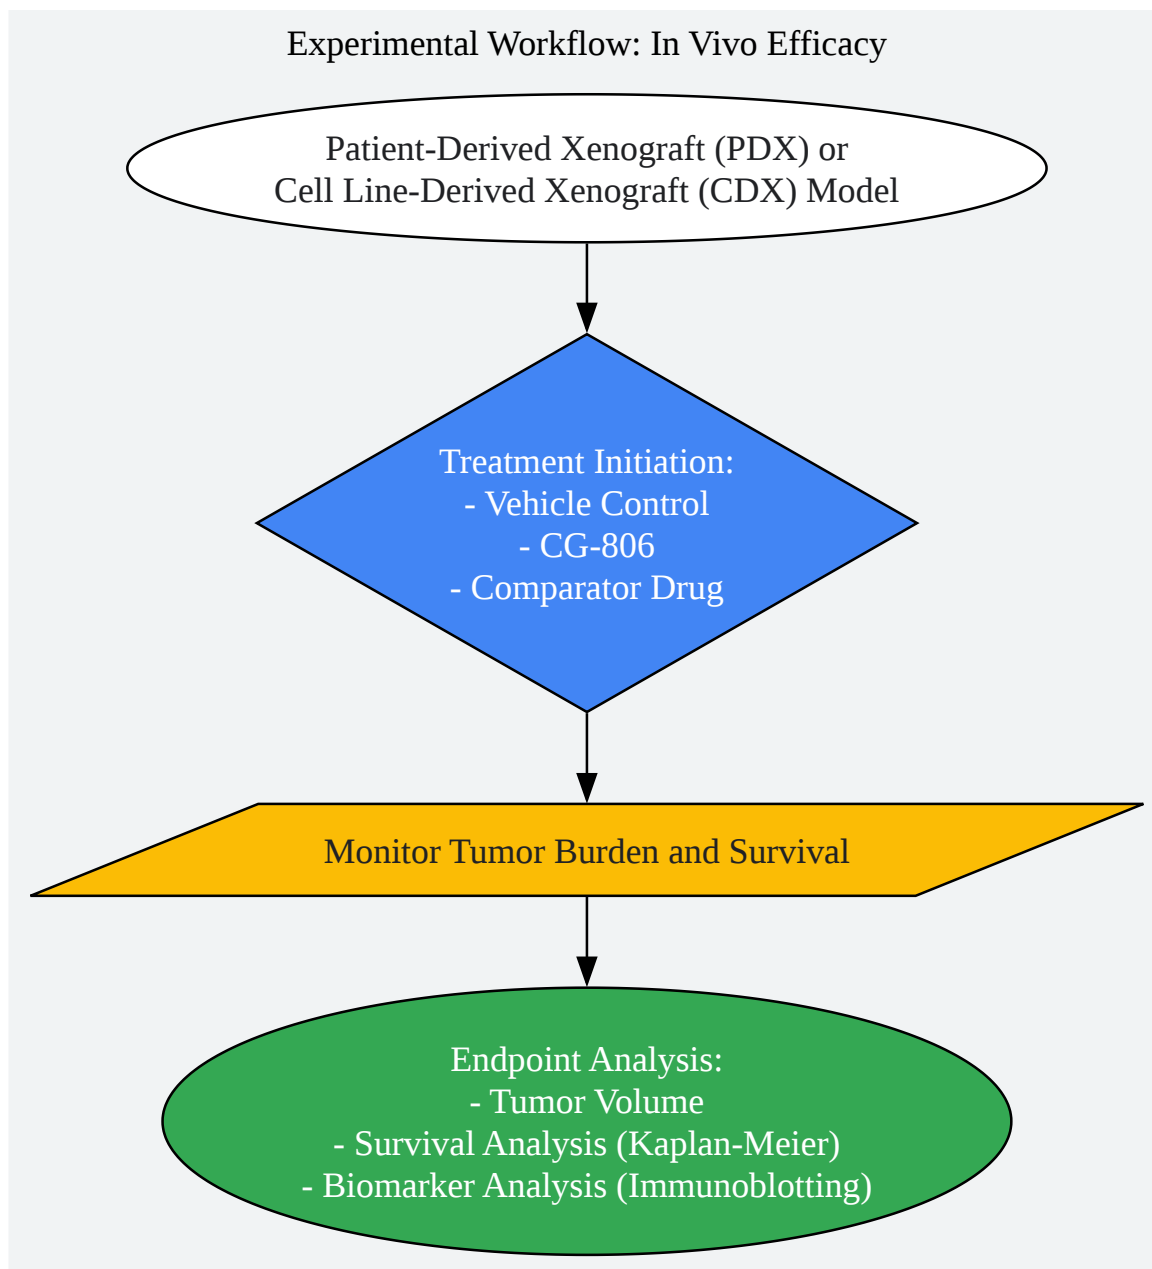 Experimental Workflow: In Vivo Efficacy
Patient-Derived Xenograft (PDX) or
Cell Line-Derived Xenograft (CDX) Model
Treatment Initiation:
- Vehicle Control
- CG-806
- Comparator Drug
Monitor Tumor Burden and Survival
Endpoint Analysis:
- Tumor Volume
- Survival Analysis (Kaplan-Meier)
- Biomarker Analysis (Immunoblotting)